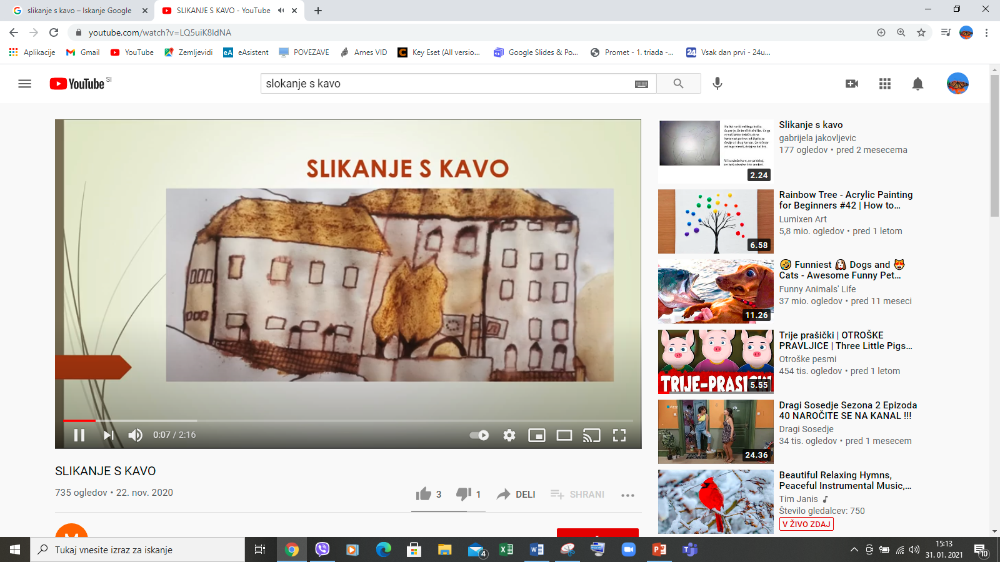 slikanje s kavo – Iskanje Google
SLIKANJE S KAVO - YouTube
youtube.com/watch?v=LQ5uiK8IdNA
Aplikacije
Gmail
YouTube
Zemljevidi
eA eAsistent
POVEZAVE
Arnes VID
Key Eset (All versio...
Google Slides & Po...
Promet - 1. triada -...
24 Vsak dan prvi - 24u...
YouTube SI
slokanje s kavo
SLIKANJE S KAVO
0:07 / 2:16
SLIKANJE S KAVO
735 ogledov • 22. nov. 2020
3
1
DELI
SHRANI
2.24
Slikanje s kavo
gabrijela jakovljevic
177 ogledov • pred 2 mesecema
6.58
Rainbow Tree - Acrylic Painting
for Beginners #42 | How to...
Lumixen Art
5,8 mio. ogledov • pred 1 letom
11.26
🤣 Funniest 🐶 Dogs and 😻
Cats - Awesome Funny Pet...
Funny Animals' Life
37 mio. ogledov • pred 11 meseci
TRIJE-PRAŠIČKI
5.55
Trije prašički | OTROŠKE
PRAVLJICE | Three Little Pigs...
Otroške pesmi
454 tis. ogledov • pred 1 letom
24.36
Dragi Sosedje Sezona 2 Epizoda
40 NAROČITE SE NA KANAL !!!
Dragi Sosedje
34 tis. ogledov • pred 1 mesecem
Beautiful Relaxing Hymns,
Peaceful Instrumental Music,...
Tim Janis
Število gledalcev: 750
V ŽIVO ZDAJ
Tukaj vnesite izraz za iskanje
4
15:13
31. 01. 2021
10